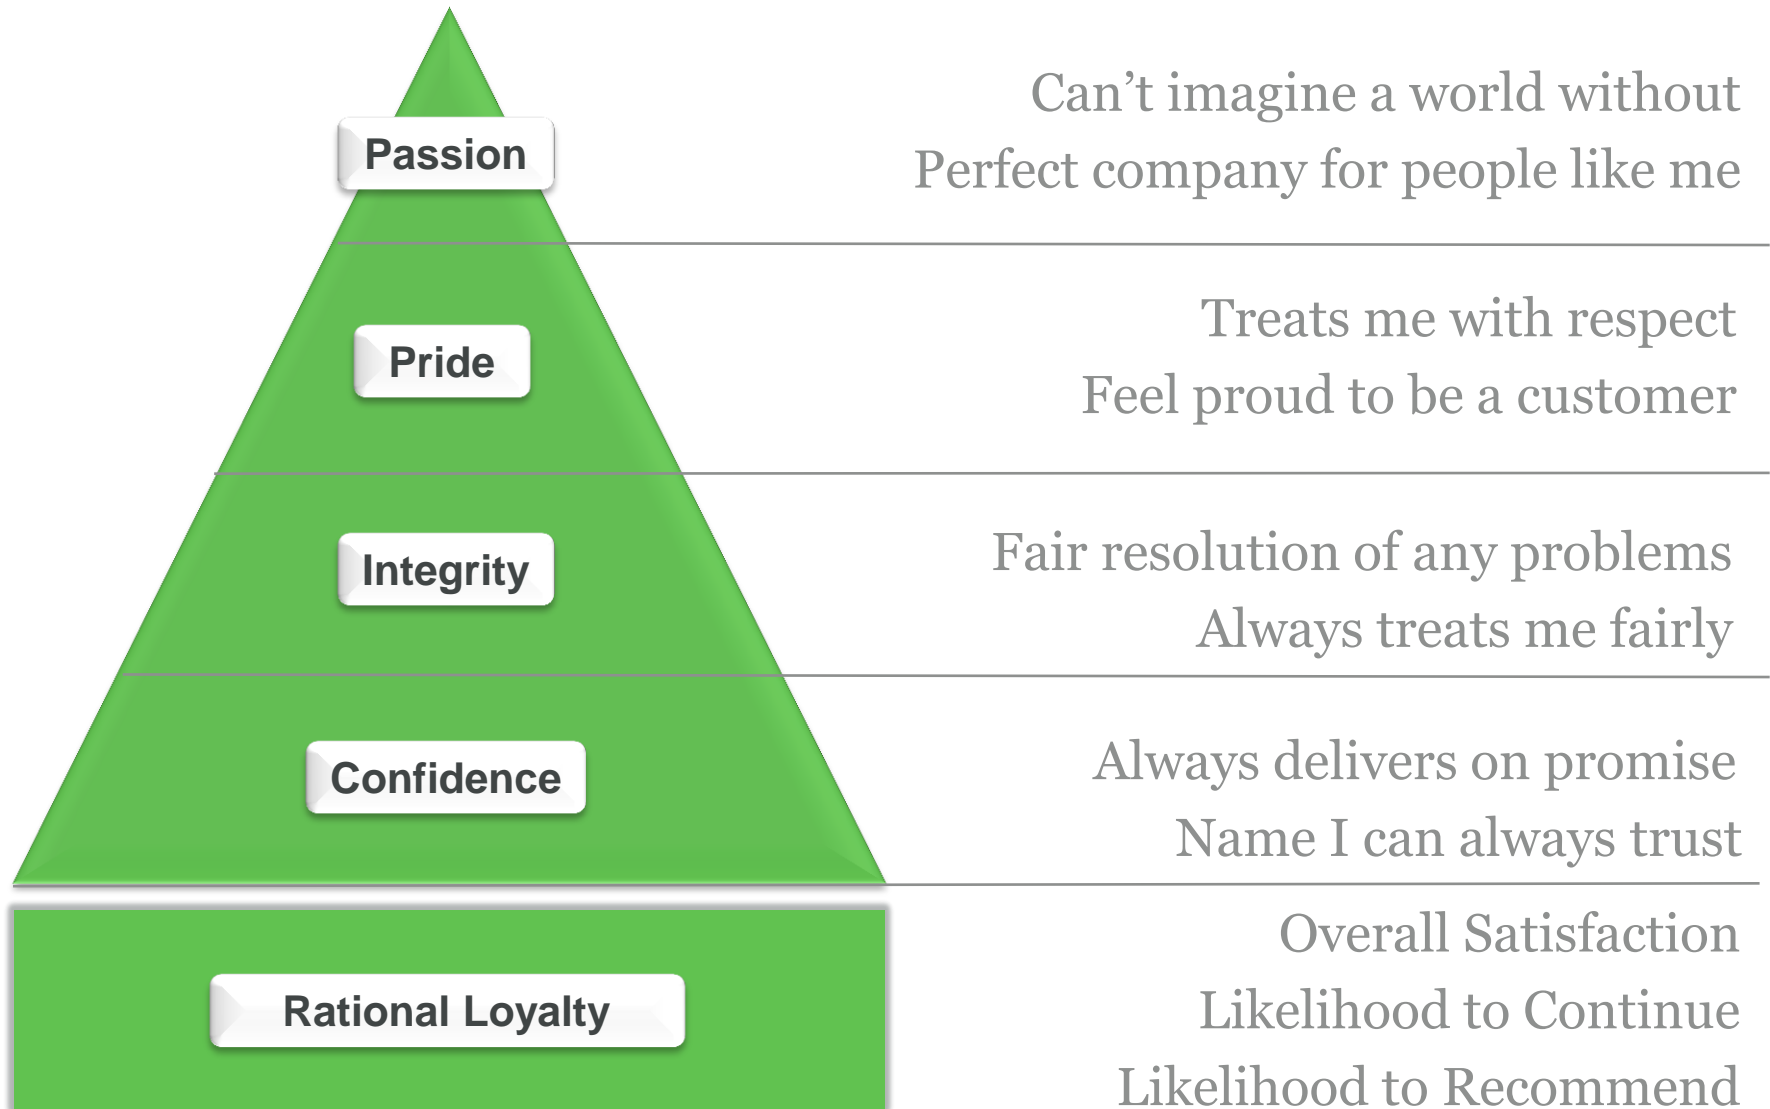 Passion
Can’t imagine a world without
Perfect company for people like me
Pride
Treats me with respect
Feel proud to be a customer
Integrity
Fair resolution of any problems
Always treats me fairly
Confidence
Always delivers on promise
Name I can always trust
Rational Loyalty
Overall Satisfaction
Likelihood to Continue
Likelihood to Recommend